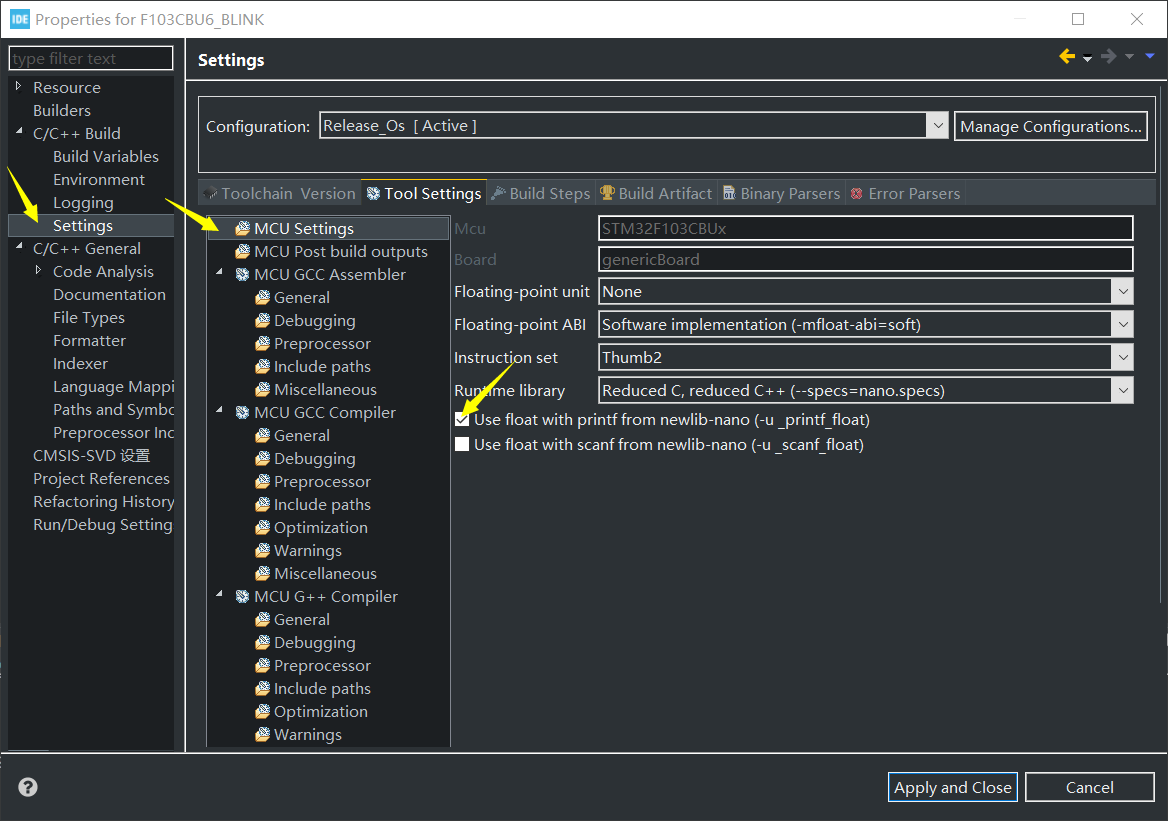 IDE Properties for F103CBU6_BLINK
type filter text
Resource
Builders
C/C++ Build
Build Variables
Environment
Logging
Settings
C/C++ General
Code Analysis
Documentation
File Types
Formatter
Indexer
Language Mappi
Paths and Symbo
Preprocessor Inc
CMSIS-SVD 设置
Project References
Refactoring History
Run/Debug Setting
Settings
Configuration: Release_Os [ Active ] Manage Configurations...
Toolchain Version Tool Settings Build Steps Build Artifact Binary Parsers Error Parsers
MCU Settings
MCU Post build outputs
MCU GCC Assembler
General
Debugging
Preprocessor
Include paths
Miscellaneous
MCU GCC Compiler
General
Debugging
Preprocessor
Include paths
Optimization
Warnings
Miscellaneous
MCU G++ Compiler
General
Debugging
Preprocessor
Include paths
Optimization
Warnings
Mcu STM32F103CBUx
Board genericBoard
Floating-point unit None
Floating-point ABI Software implementation (-mfloat-abi=soft)
Instruction set Thumb2
Runtime library Reduced C, reduced C++ (--specs=nano.specs)
Use float with printf from newlib-nano (-u _printf_float)
Use float with scanf from newlib-nano (-u _scanf_float)
Apply and Close Cancel